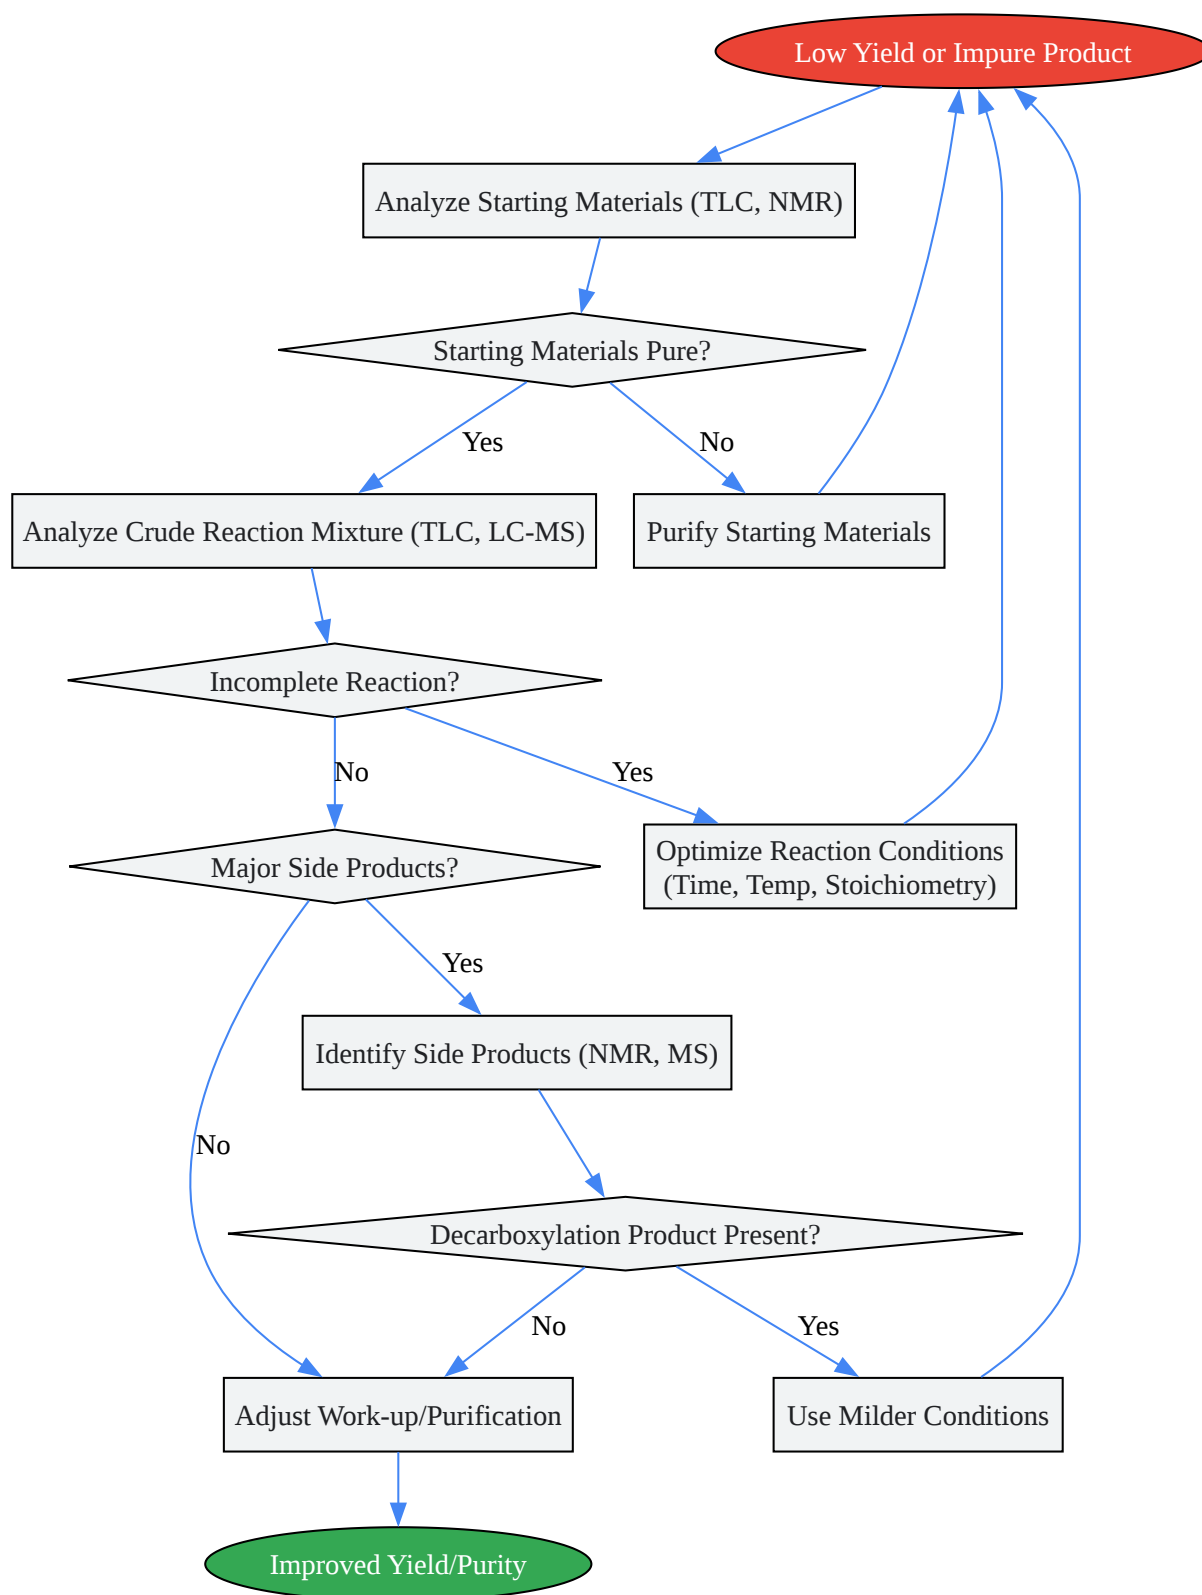 Low Yield or Impure Product
Analyze Starting Materials (TLC, NMR)
Starting Materials Pure?
Yes
No
Analyze Crude Reaction Mixture (TLC, LC-MS)
Purify Starting Materials
Incomplete Reaction?
No
Yes
Major Side Products?
Optimize Reaction Conditions
(Time, Temp, Stoichiometry)
Yes
Identify Side Products (NMR, MS)
No
Decarboxylation Product Present?
No
Yes
Adjust Work-up/Purification
Use Milder Conditions
Improved Yield/Purity